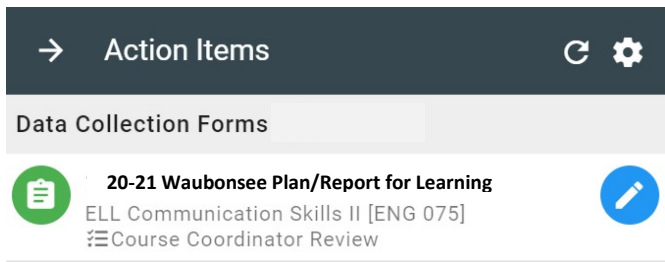 Action Items
Data Collection Forms
20-21 Waubonsee Plan/Report for Learning
ELL Communication Skills II [ENG 075]
Course Coordinator Review